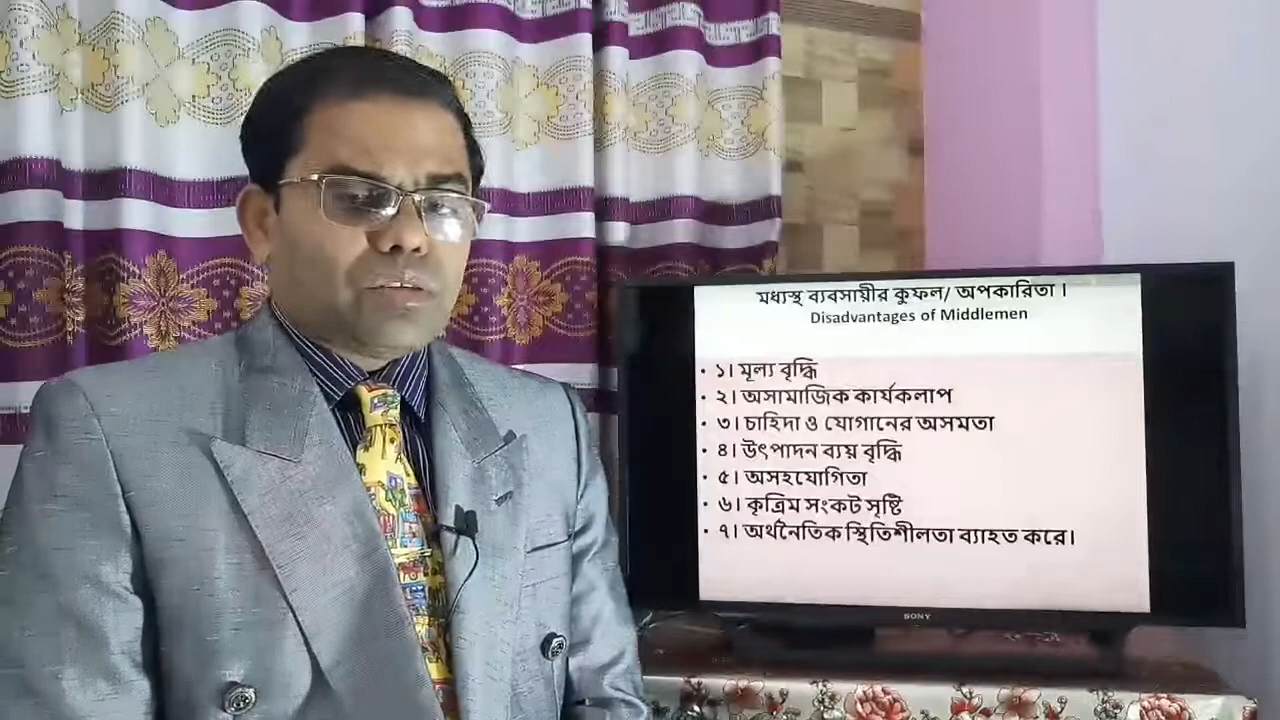 মধ্যস্থ ব্যবসায়ীর কুফল/ অপকারিতা ।
Disadvantages of Middlemen
• ১। মূল্য বৃদ্ধি
• ২। অসামাজিক কার্যকলাপ
• ৩। চাহিদা ও যোগানের অসমতা
• ৪। উৎপাদন ব্যয় বৃদ্ধি
• ৫। অসহযোগিতা
• ৬। কৃত্রিম সংকট সৃষ্টি
• ৭। অর্থনৈতিক স্থিতিশীলতা ব্যাহত করে।
SONY